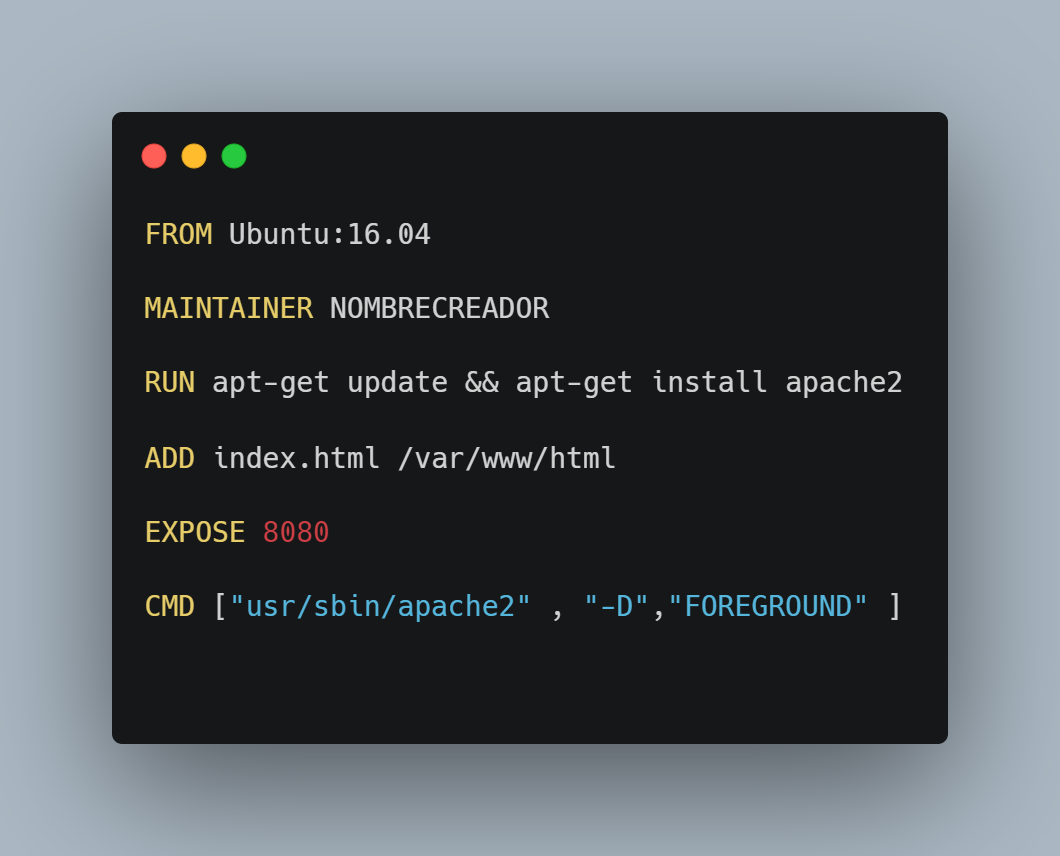 FROM Ubuntu:16.04
MAINTAINER NOMBRECREADOR
RUN apt-get update && apt-get install apache2
ADD index.html /var/www/html
EXPOSE 8080
CMD ["usr/sbin/apache2" , "-D","FOREGROUND" ]